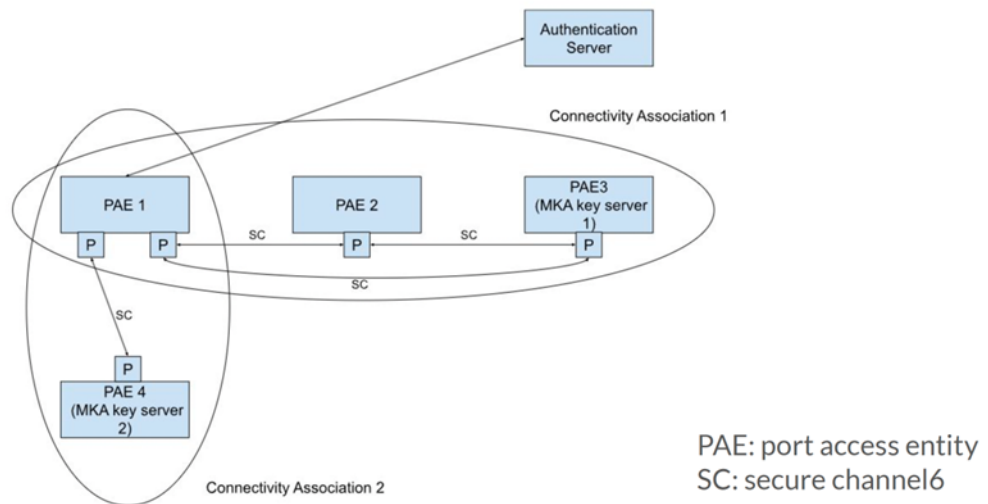 Authentication
Server
Connectivity Association 1
PAE 1
PAE 2
PAE3
(MKA key server
1)
P
P
P
P
SC
SC
SC
SC
P
PAE 4
(MKA key server
2)
Connectivity Association 2
PAE: port access entity
SC: secure channel6